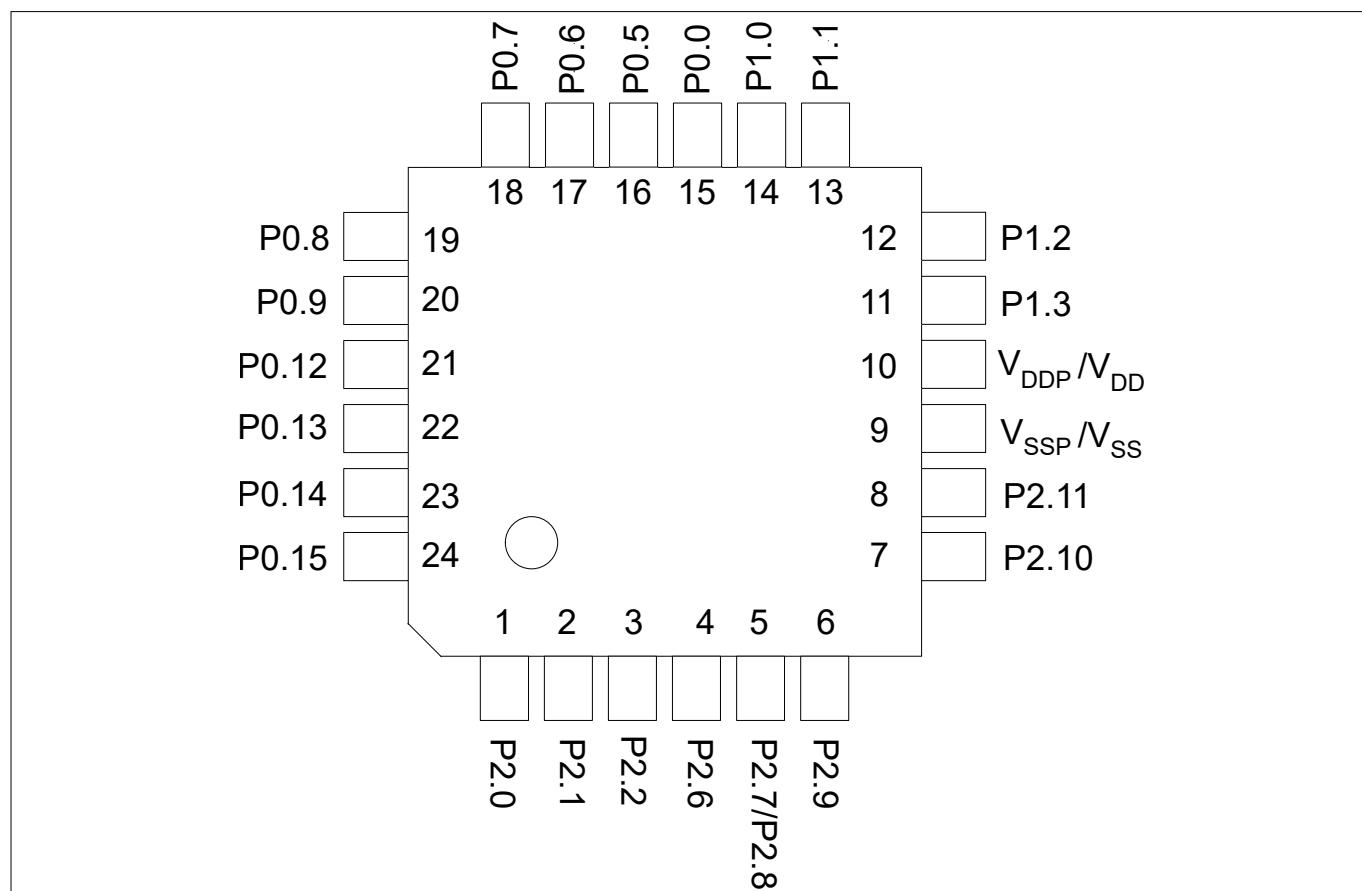 P0.7 P0.6 P0.5 P0.0 P1.0 P1.1
18 17 16 15 14 13
P0.8 19 12 P1.2
P0.9 20 11 P1.3
P0.12 21 10 VDDP/VDD
P0.13 22 9 VSSP/VSS
P0.14 23 8 P2.11
P0.15 24 7 P2.10
1 2 3 4 5 6
P2.0 P2.1 P2.2 P2.6 P2.7/P2.8 P2.9